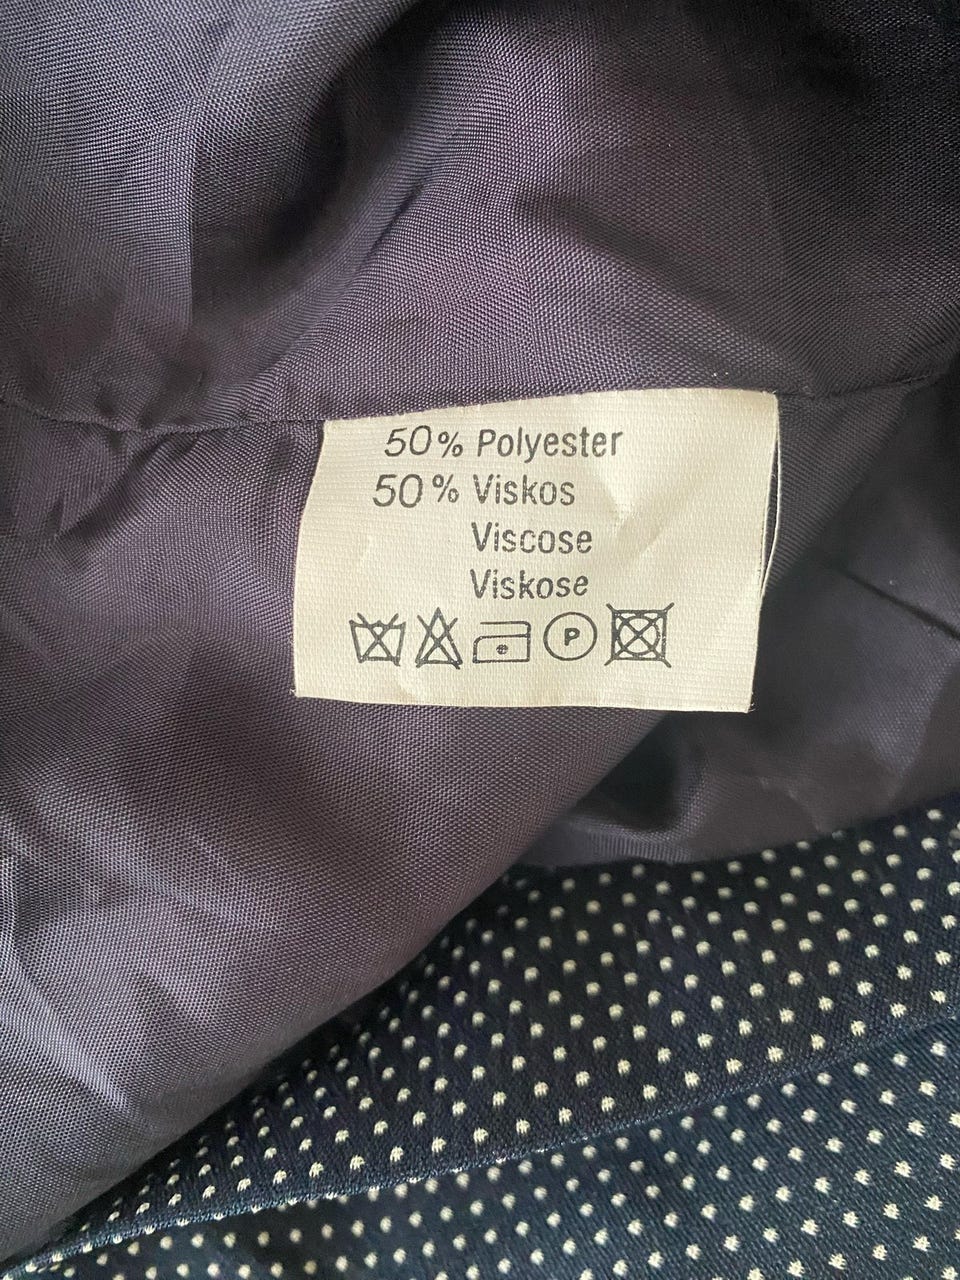 50% Polyester
50% Viskos
Viscose
Viskose
P